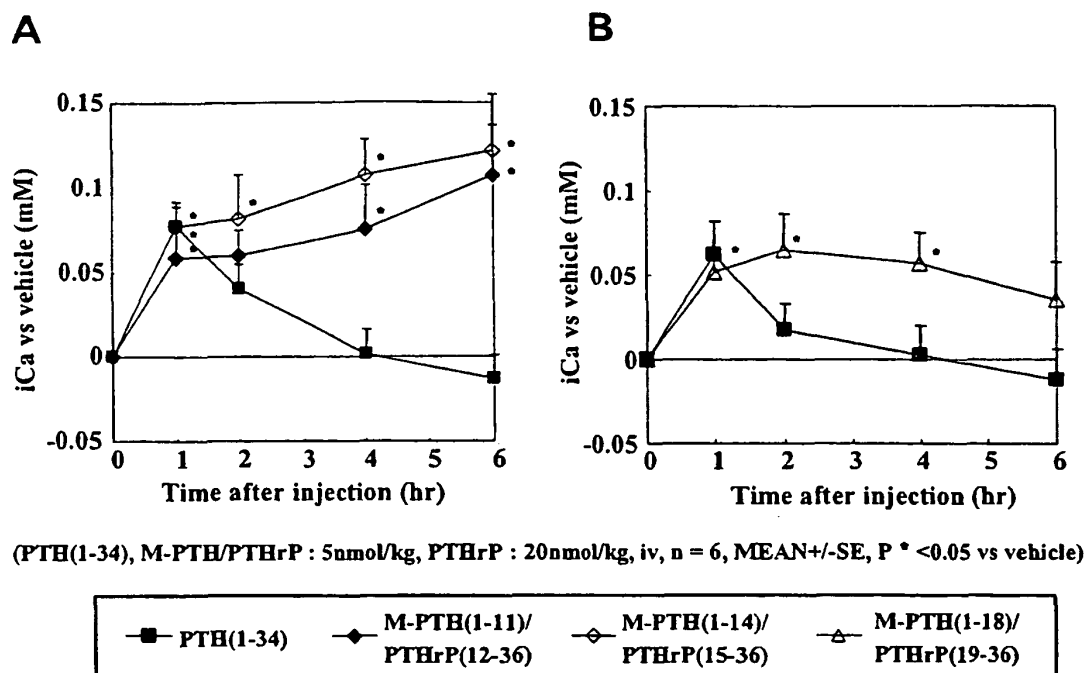 A
B
0.15
0.1
0.05
0
-0.05
iCa vs vehicle (mM)
0 1 2 3 4 5 6
Time after injection (hr)
0.15
0.1
0.05
0
-0.05
iCa vs vehicle (mM)
0 1 2 3 4 5 6
Time after injection (hr)
(PTH(1-34), M-PTH/PTHrP : 5nmol/kg, PTHrP : 20nmol/kg, iv, n = 6, MEAN+/-SE, P * <0.05 vs vehicle)
PTH(1-34)
M-PTH(1-11)/
PTHrP(12-36)
M-PTH(1-14)/
PTHrP(15-36)
M-PTH(1-18)/
PTHrP(19-36)